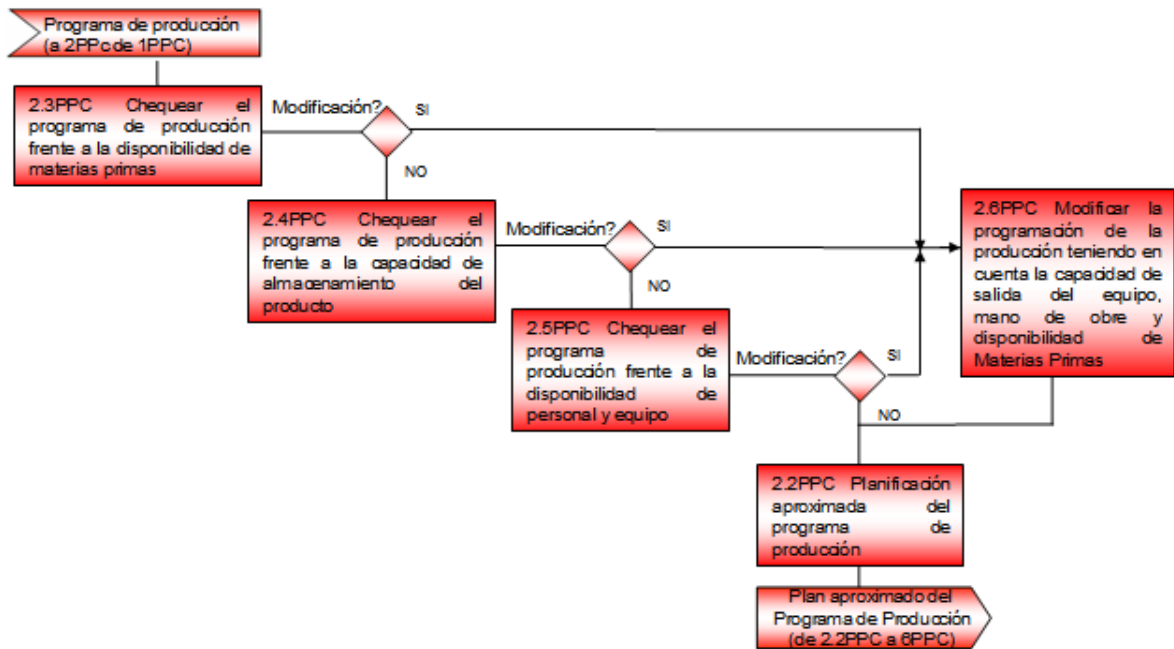 Programa de producción
(a 2PPc de 1PPC)
2.3PPC Chequear el
programa de producción
frente a la disponibilidad de
materias primas
Modificación?
SI
NO
2.4PPC Chequear el
programa de producción
frente a la capacidad de
almacenamiento del
producto
Modificación?
SI
NO
2.5PPC Chequear el
programa de
producción frente a la
disponibilidad de
personal y equipo
Modificación?
SI
NO
2.6PPC Modificar la
programación de la
producción teniendo en
cuenta la capacidad de
salida del equipo,
mano de obre y
disponibilidad de
Materias Primas
2.2PPC Planificación
aproximada del
programa de
producción
Plan aproximado del
Programa de Producción
(de 2.2PPC a 6PPC)